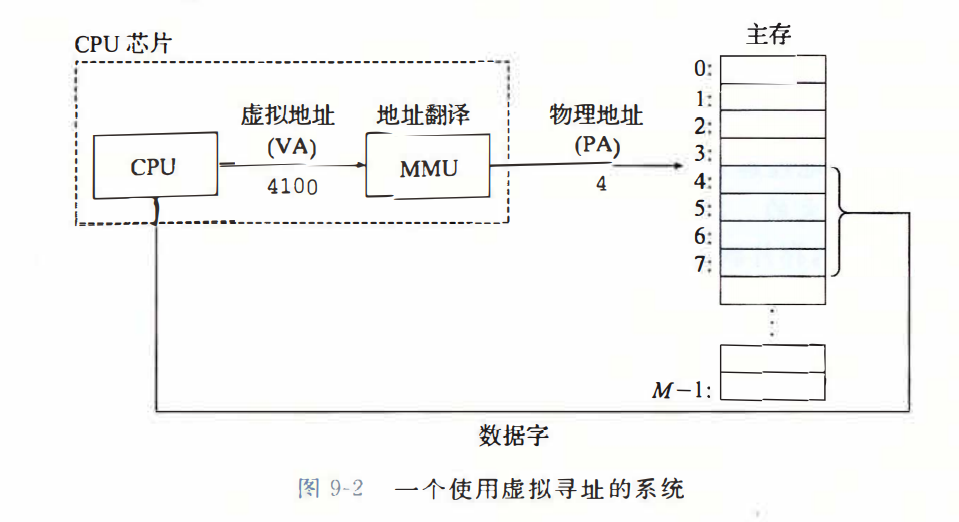 CPU 芯片
主存
虚拟地址
(VA)
地址翻译
物理地址
(PA)
CPU
4100
MMU
4
0:
1:
2:
3:
4:
5:
6:
7:
M-1:
数据字
图 9-2 一个使用虚拟寻址的系统